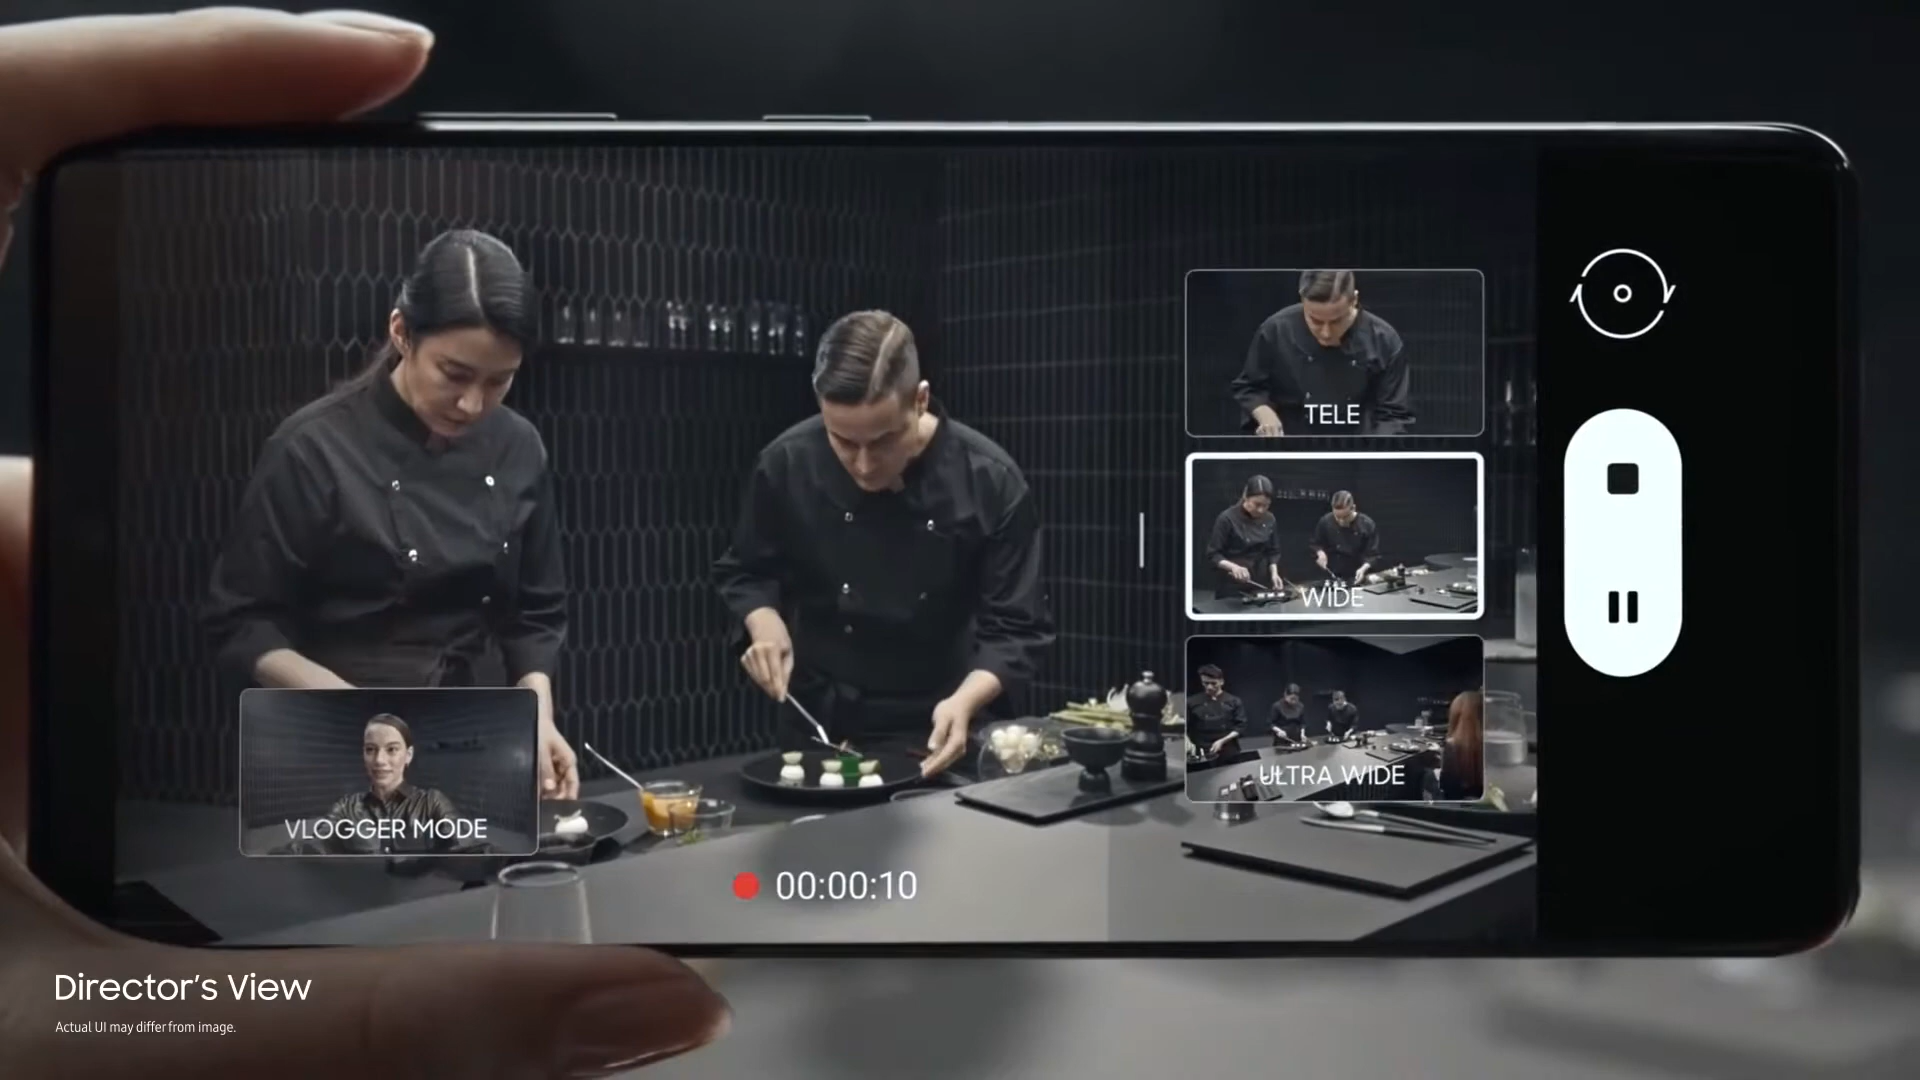 TELE
WIDE
ULTRA WIDE
VLOGGER MODE
00:00:10
Director's View
Actual UI may differ from image.